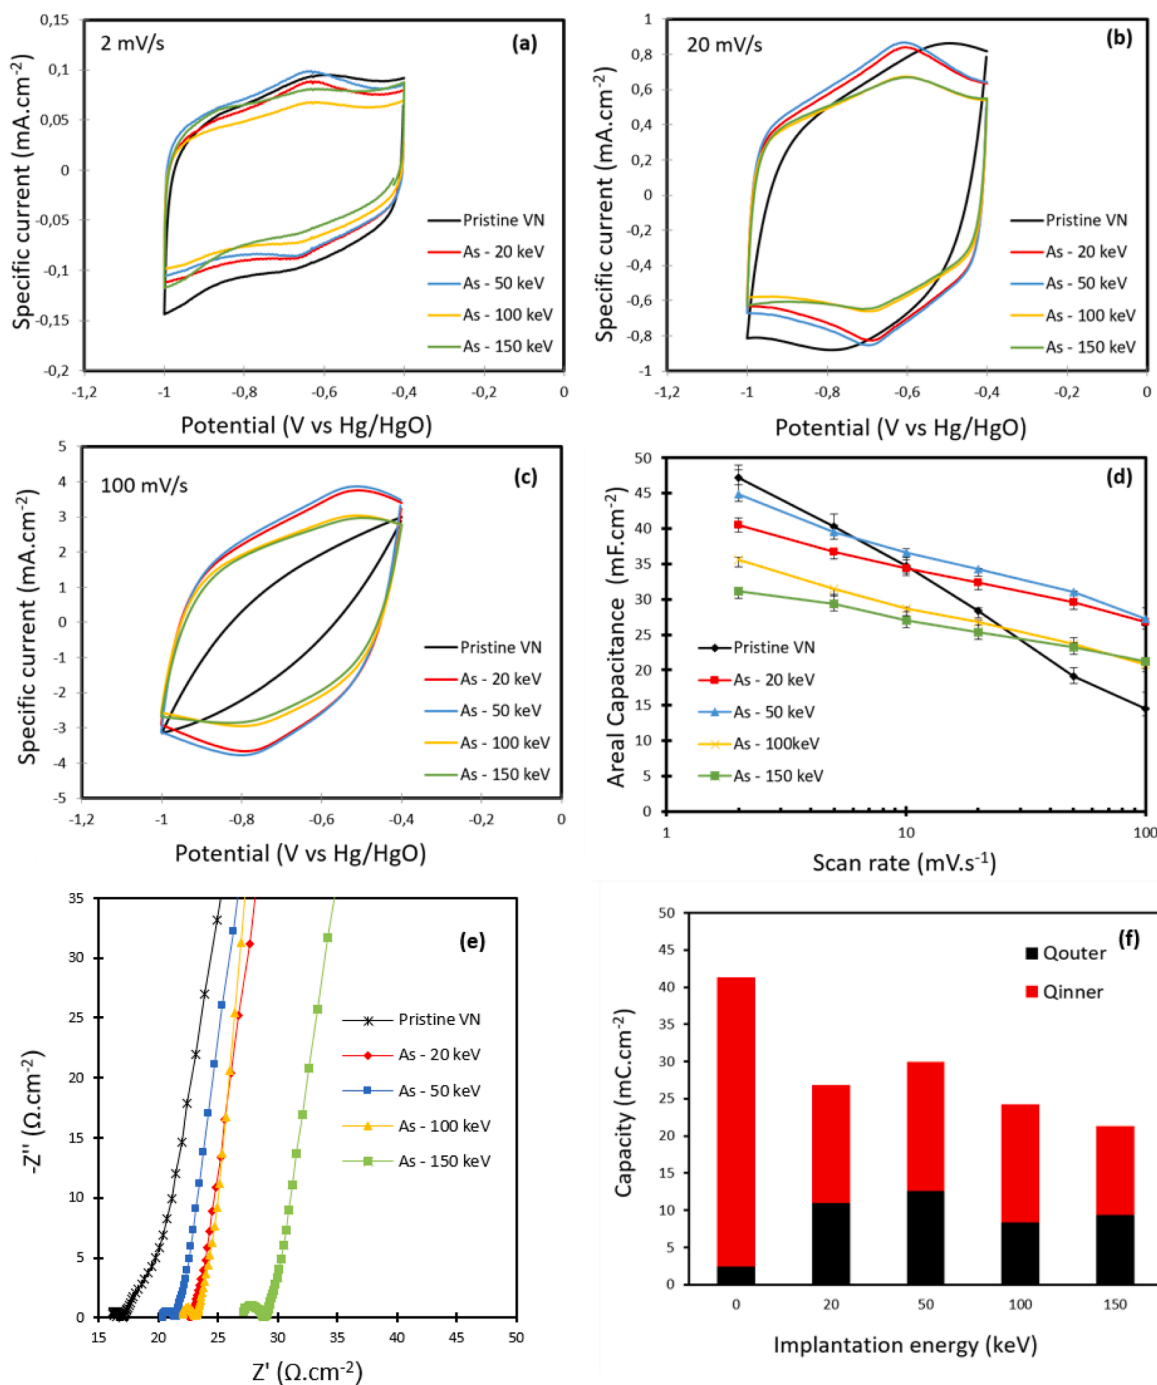 2 mV/s
(a)
Specific current (mA.cm-2)
0,15
0,1
0,05
0
-0,05
-0,1
-0,15
-0,2
Pristine VN
As - 20 keV
As - 50 keV
As - 100 keV
As - 150 keV
-1,2 -1 -0,8 -0,6 -0,4 -0,2 0
Potential (V vs Hg/HgO)
20 mV/s
(b)
Specific current (mA.cm-2)
1
0,8
0,6
0,4
0,2
0
-0,2
-0,4
-0,6
-0,8
-1
Pristine VN
As - 20 keV
As - 50 keV
As - 100 keV
As - 150 keV
-1,2 -1 -0,8 -0,6 -0,4 -0,2 0
Potential (V vs Hg/HgO)
100 mV/s
(c)
Specific current (mA.cm-2)
5
4
3
2
1
0
-1
-2
-3
-4
-5
Pristine VN
As - 20 keV
As - 50 keV
As - 100 keV
As - 150 keV
-1,2 -1 -0,8 -0,6 -0,4 -0,2 0
Potential (V vs Hg/HgO)
(d)
Areal Capacitance (mF.cm-2)
50
45
40
35
30
25
20
15
10
5
0
Pristine VN
As - 20 keV
As - 50 keV
As - 100keV
As - 150 keV
1 10 100
Scan rate (mV.s-1)
(e)
-Z'' (Ω.cm-2)
35
30
25
20
15
10
5
0
Pristine VN
As - 20 keV
As - 50 keV
As - 100 keV
As - 150 keV
15 20 25 30 35 40 45 50
Z' (Ω.cm-2)
(f)
Capacity (mC.cm-2)
50
45
40
35
30
25
20
15
10
5
0
Qouter
Qinner
0 20 50 100 150
Implantation energy (keV)